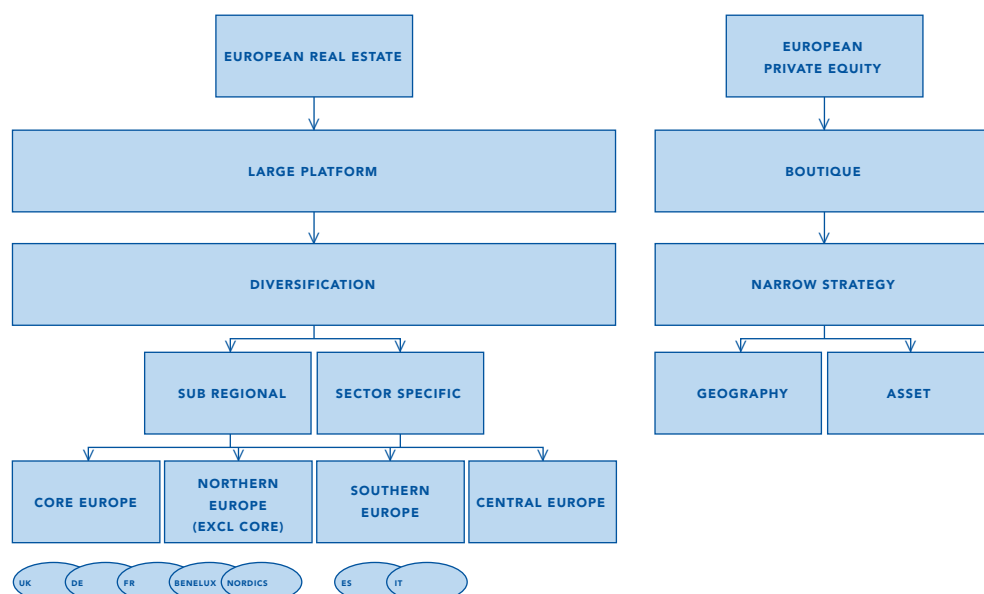 EUROPEAN REAL ESTATE
EUROPEAN
PRIVATE EQUITY
LARGE PLATFORM
BOUTIQUE
DIVERSIFICATION
NARROW STRATEGY
SUB REGIONAL
SECTOR SPECIFIC
GEOGRAPHY
ASSET
CORE EUROPE
NORTHERN
EUROPE
(EXCL CORE)
SOUTHERN
EUROPE
CENTRAL EUROPE
UK
DE
FR
BENELUX
NORDICS
ES
IT